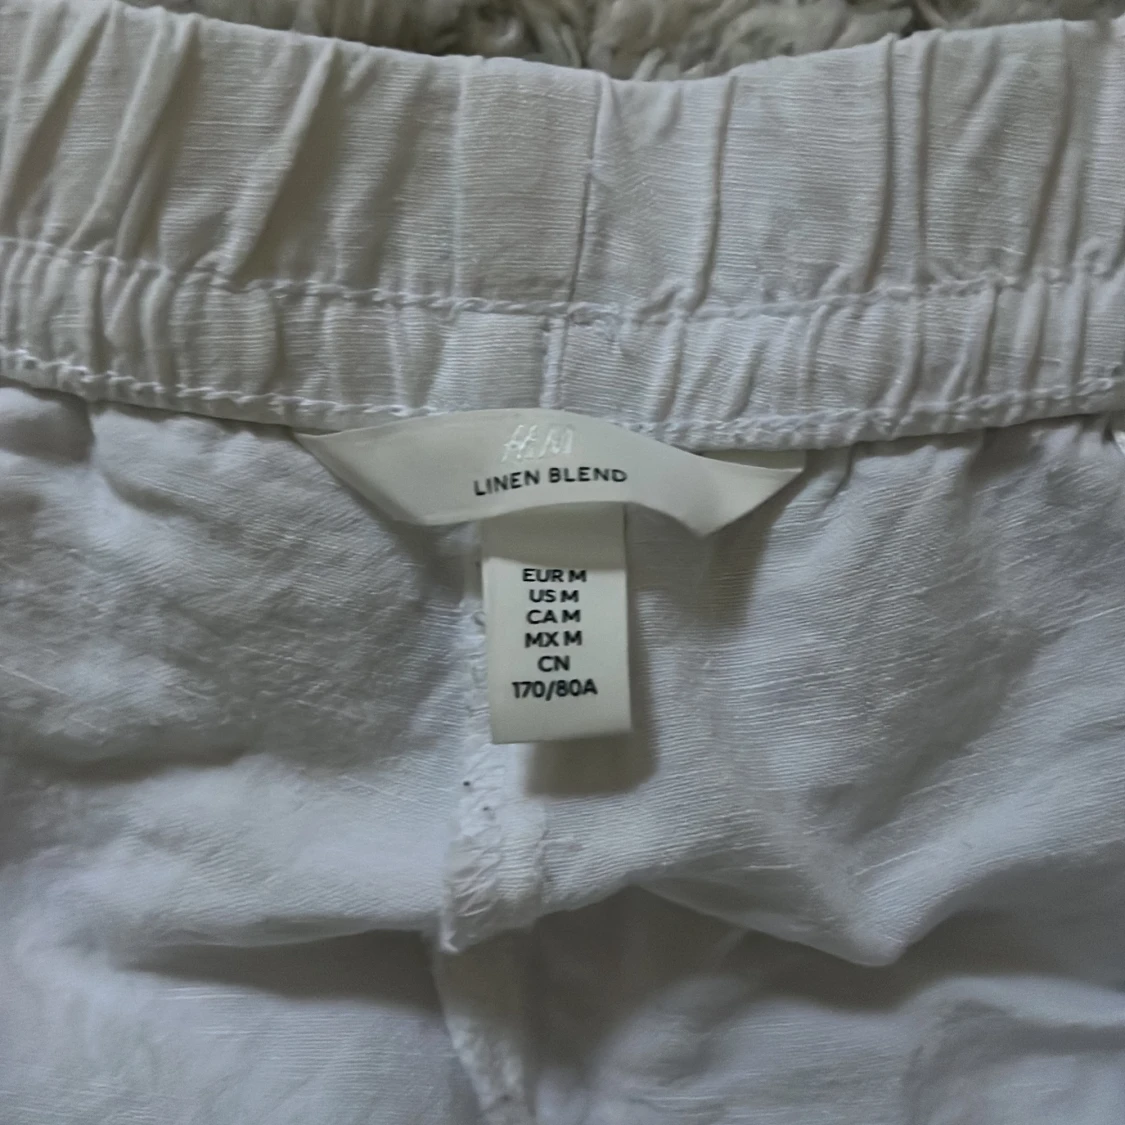 H&M
LINEN BLEND
EUR M
US M
CA M
MX M
CN
170/80A